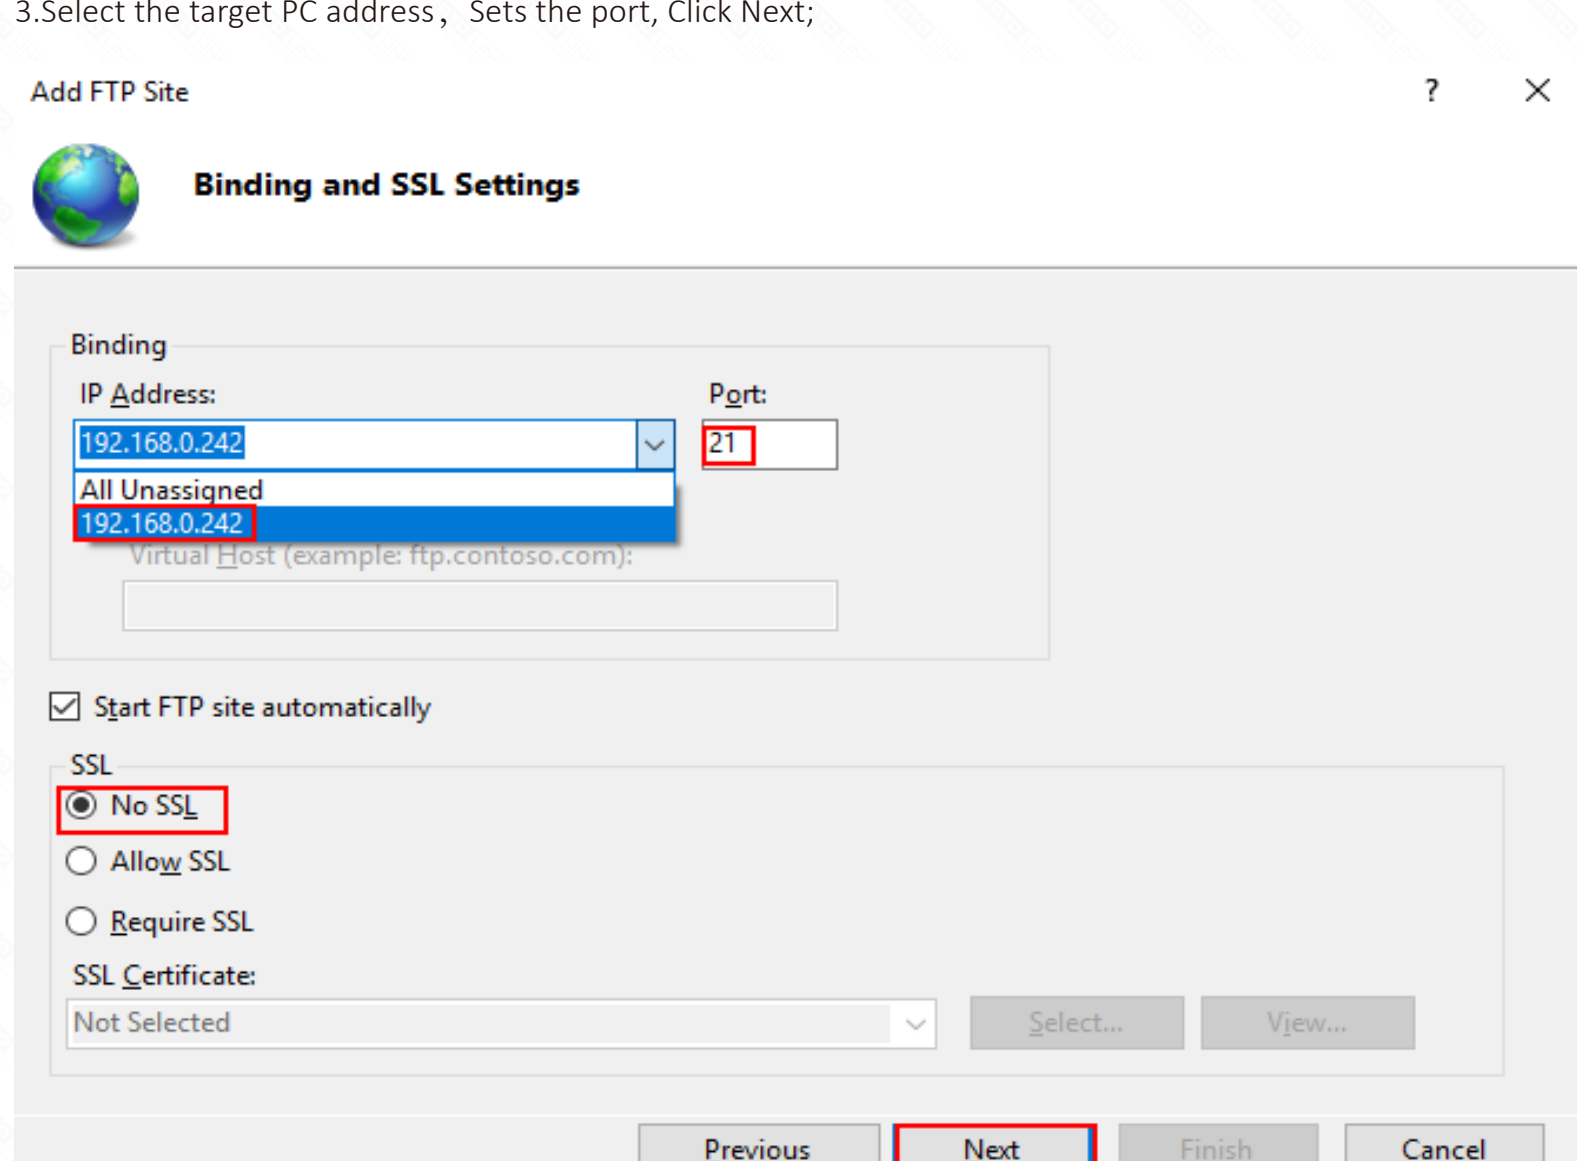 3.Select the target PC address，Sets the port, Click Next;
Add FTP Site
?
Binding and SSL Settings
Binding
IP Address:
Port:
192.168.0.242
21
All Unassigned
192.168.0.242
Virtual Host (example: ftp.contoso.com):
Start FTP site automatically
SSL
No SSL
Allow SSL
Require SSL
SSL Certificate:
Not Selected
Select...
View...
Previous
Next
Finish
Cancel